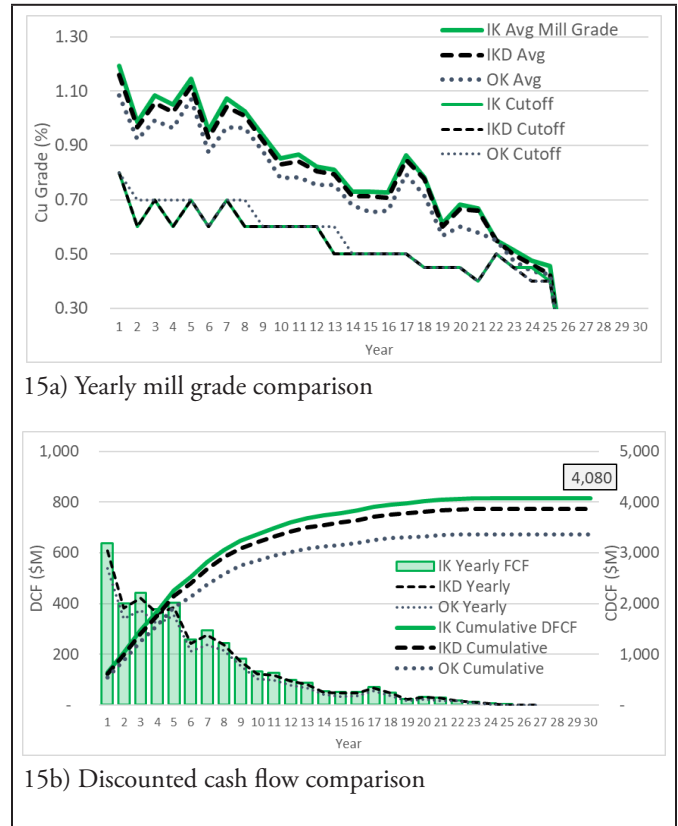 1.30
1.10
0.90
0.70
0.50
0.30
Cu Grade (%)
IK Avg Mill Grade
IKD Avg
OK Avg
IK Cutoff
IKD Cutoff
OK Cutoff
1 2 3 4 5 6 7 8 9 10 11 12 13 14 15 16 17 18 19 20 21 22 23 24 25 26 27 28 29 30
Year
15a) Yearly mill grade comparison
1,000
800
600
400
200
-
DCF ($M)
5,000
4,000
3,000
2,000
1,000
-
CDCF ($M)
4,080
IK Yearly FCF
IKD Yearly
OK Yearly
IK Cumulative DFCF
IKD Cumulative
OK Cumulative
1 2 3 4 5 6 7 8 9 10 11 12 13 14 15 16 17 18 19 20 21 22 23 24 25 26 27 28 29 30
Year
15b) Discounted cash flow comparison